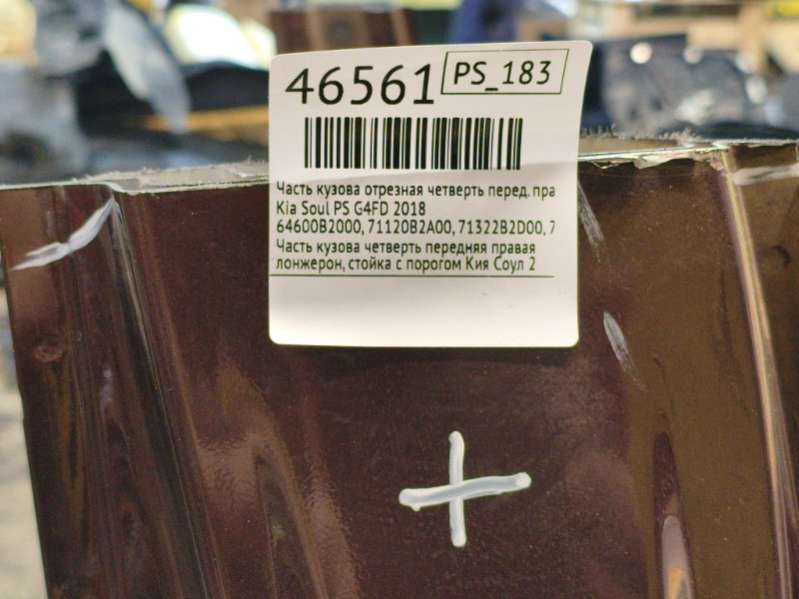 46561
PS_183
Часть кузова отрезная четверть перед. пра
Kia Soul PS G4FD 2018
64600B2000, 71120B2A00, 71322B2D00, 7
Часть кузова четверть передняя правая
лонжерон, стойка с порогом Кия Соул 2